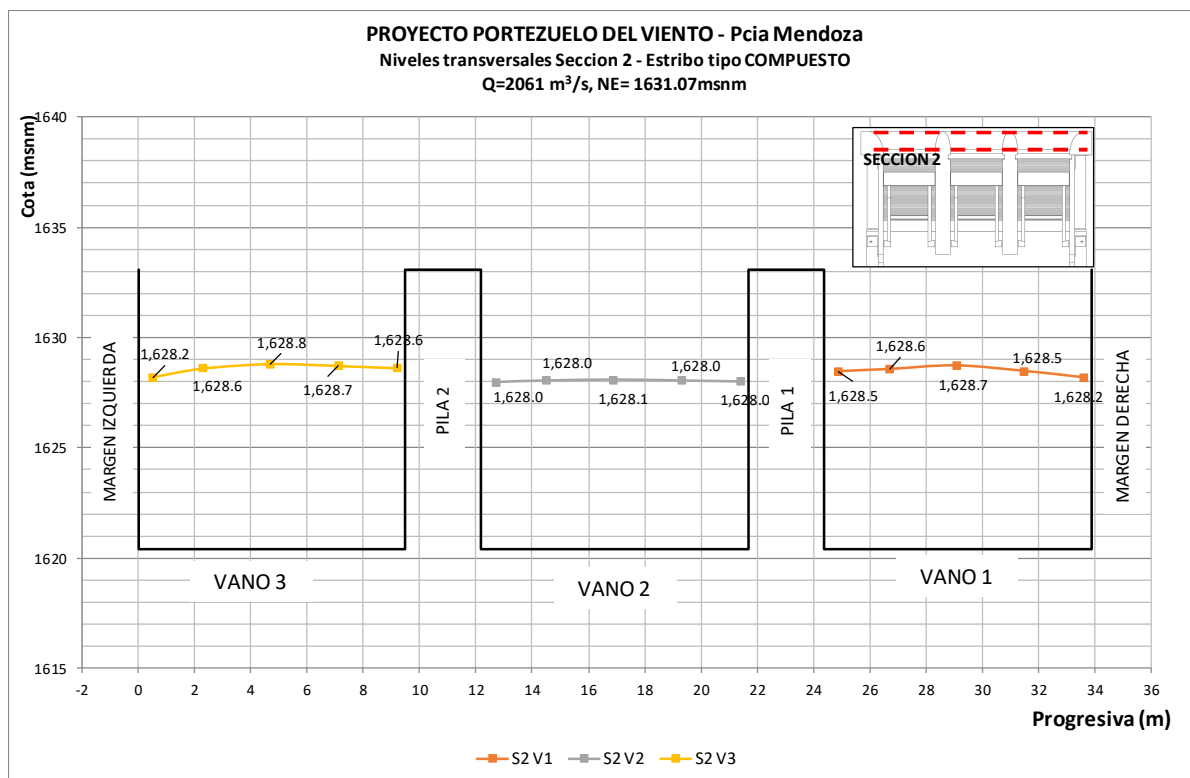 PROYECTO PORTEZUELO DEL VIENTO - Pcia Mendoza
Niveles transversales Seccion 2 - Estribo tipo COMPUESTO
Q=2061 m³/s, NE= 1631.07msnm
Cota (msnm)
1640
1635
1630
1625
1620
1615
SECCION 2
MARGEN IZQUIERDA
1,628.2
1,628.6
1,628.8
1,628.7
1,628.6
PILA 2
1,628.0
1,628.0
1,628.1
1,628.0
1,628.0
PILA 1
1,628.5
1,628.6
1,628.7
1,628.5
1,628.2
MARGEN DERECHA
VANO 3
VANO 2
VANO 1
-2 0 2 4 6 8 10 12 14 16 18 20 22 24 26 28 30 32 34 36
Progresiva (m)
S2 V1 S2 V2 S2 V3